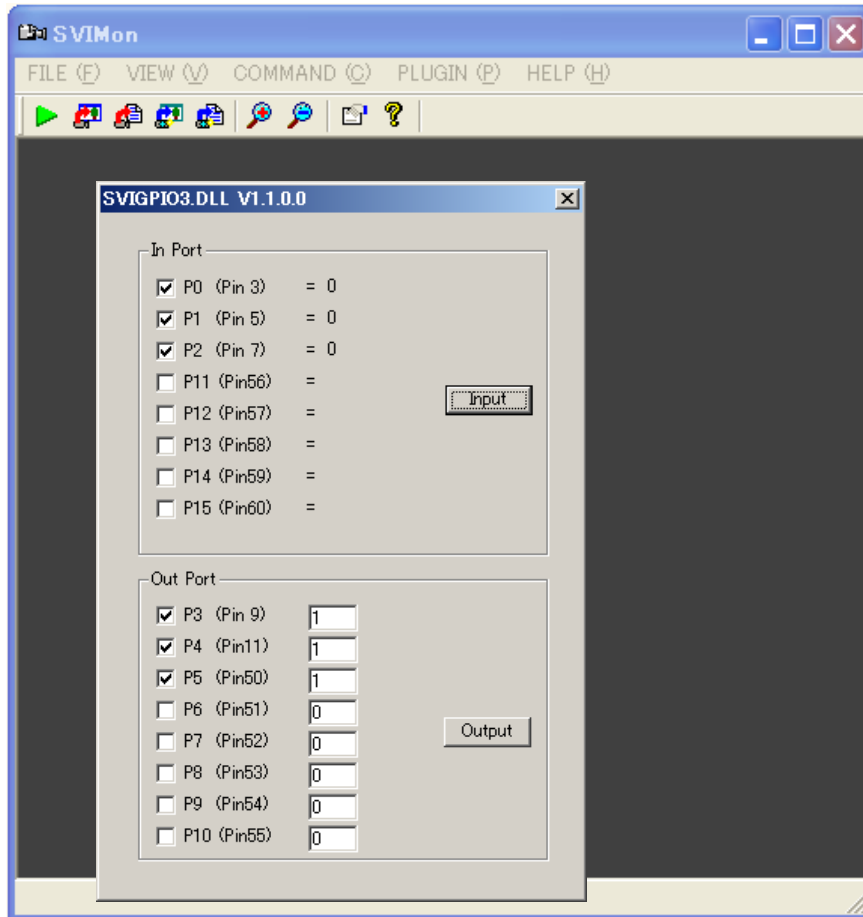 SVIMon
FILE (F) VIEW (V) COMMAND (C) PLUGIN (P) HELP (H)
SVIGPIO3.DLL V1.1.0.0
In Port
P0 (Pin 3) = 0
P1 (Pin 5) = 0
P2 (Pin 7) = 0
P11 (Pin56) =
P12 (Pin57) =
P13 (Pin58) =
P14 (Pin59) =
P15 (Pin60) =
Input
Out Port
P3 (Pin 9) 1
P4 (Pin11) 1
P5 (Pin50) 1
P6 (Pin51) 0
P7 (Pin52) 0
P8 (Pin53) 0
P9 (Pin54) 0
P10 (Pin55) 0
Output